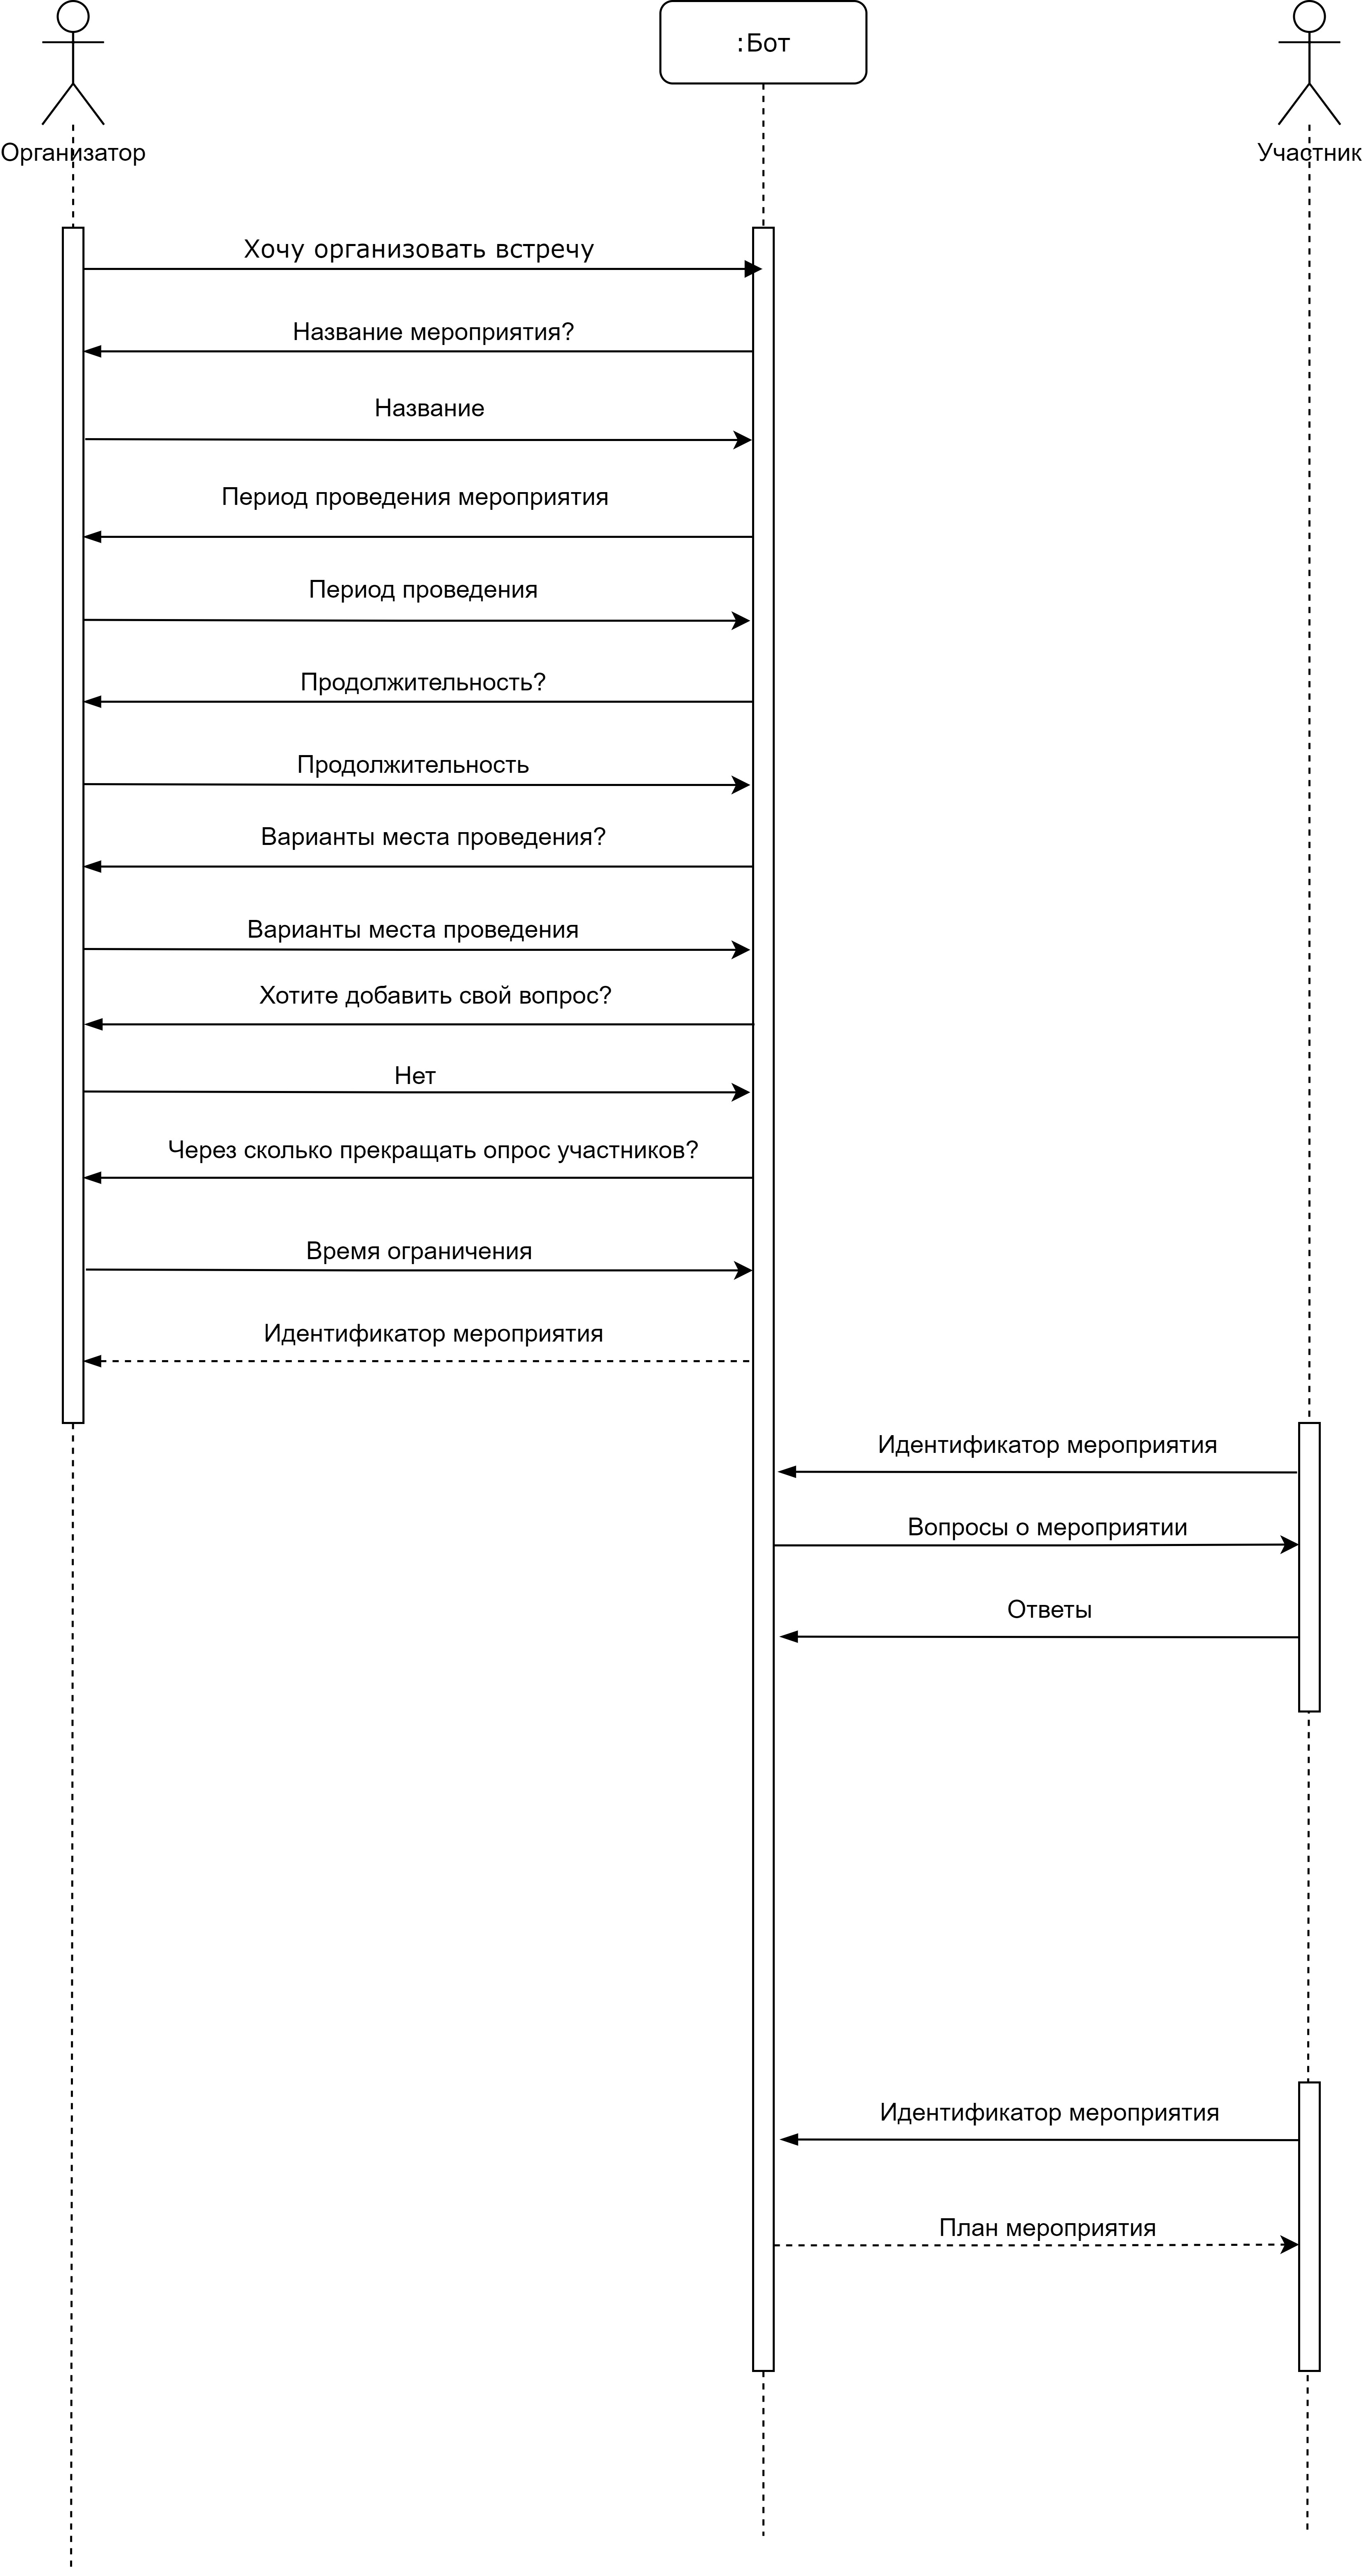 Организатор
:Бот
Участник
Хочу организовать встречу
Название мероприятия?
Название
Период проведения мероприятия
Период проведения
Продолжительность?
Продолжительность
Варианты места проведения?
Варианты места проведения
Хотите добавить свой вопрос?
Нет
Через сколько прекращать опрос участников?
Время ограничения
Идентификатор мероприятия
Идентификатор мероприятия
Вопросы о мероприятии
Ответы
Идентификатор мероприятия
План мероприятия